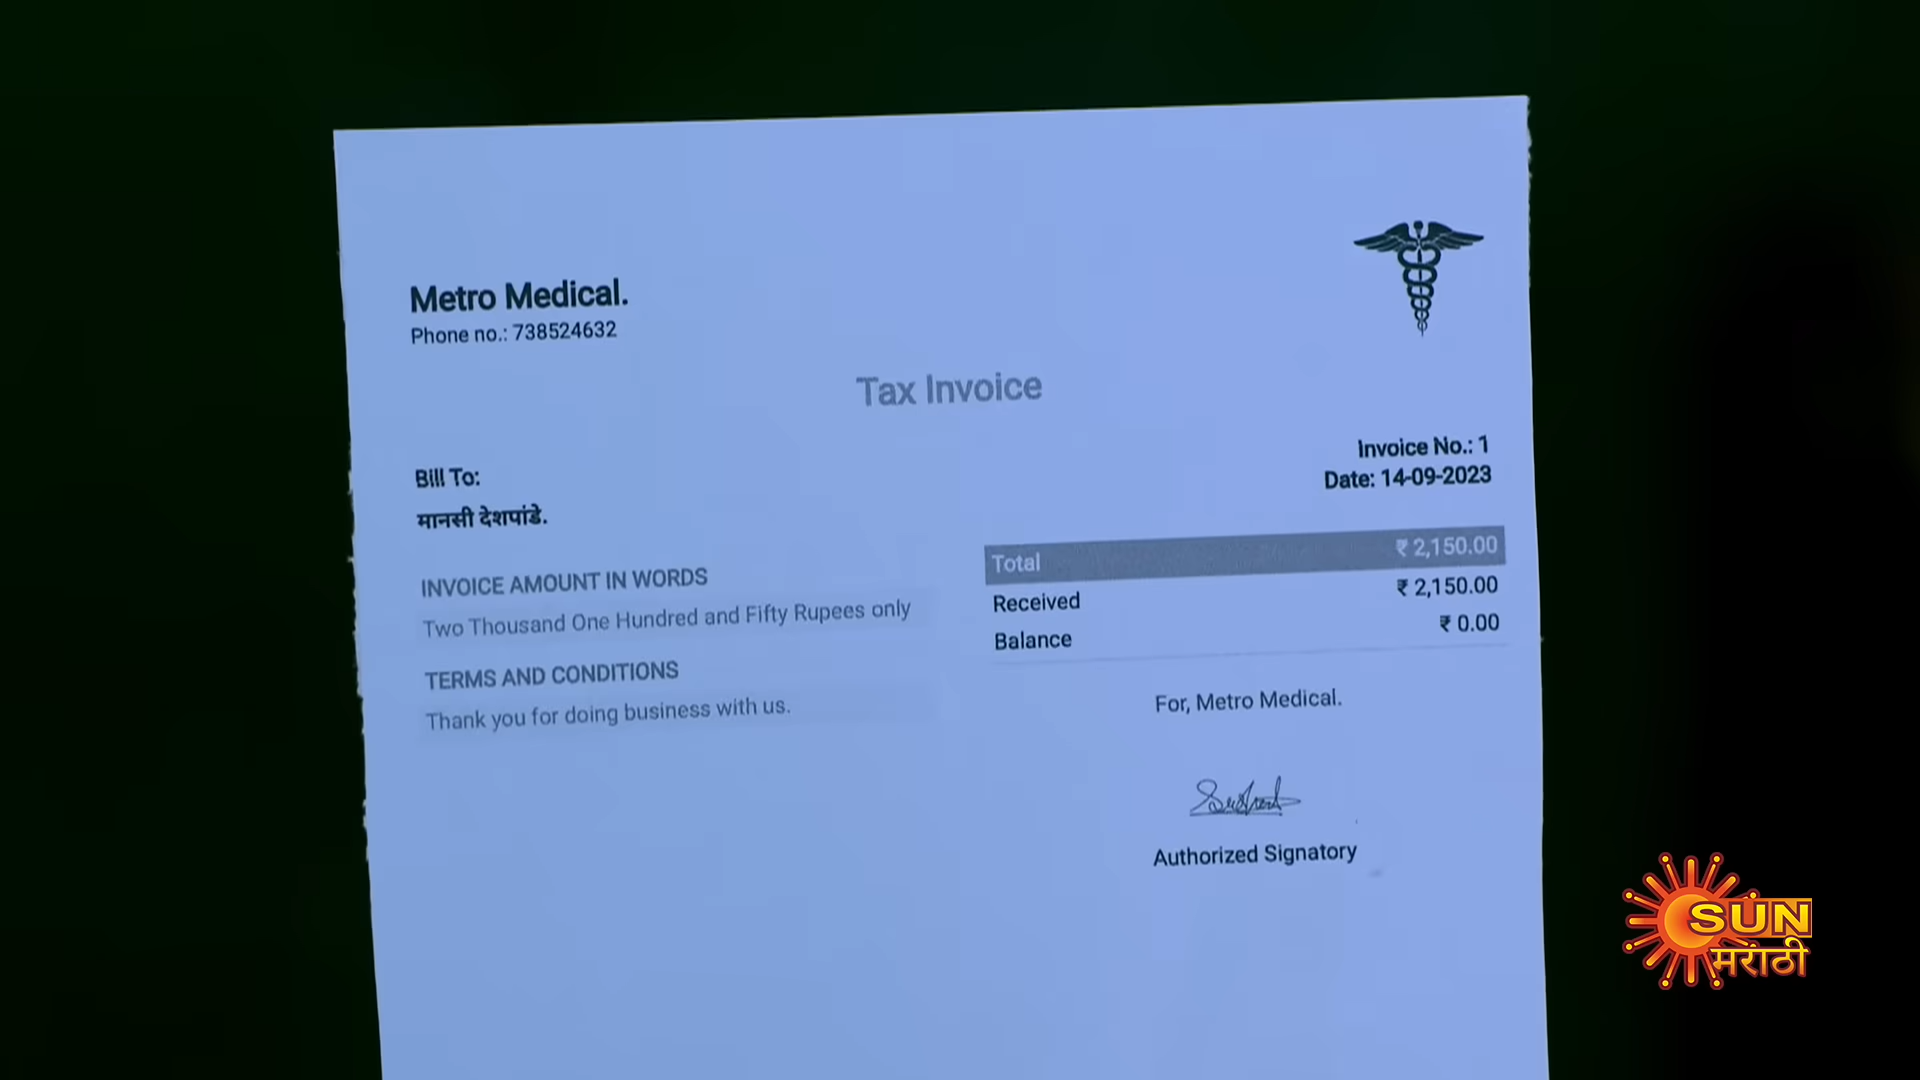 Metro Medical.
Phone no.: 738524632
Tax Invoice
Invoice No.: 1
Date: 14-09-2023
Bill To:
मानसी देशपांडे.
INVOICE AMOUNT IN WORDS
Two Thousand One Hundred and Fifty Rupees only
TERMS AND CONDITIONS
Thank you for doing business with us.
Total ₹ 2,150.00
Received ₹ 2,150.00
Balance ₹ 0.00
For, Metro Medical.
Authorized Signatory
SUN
मराठी